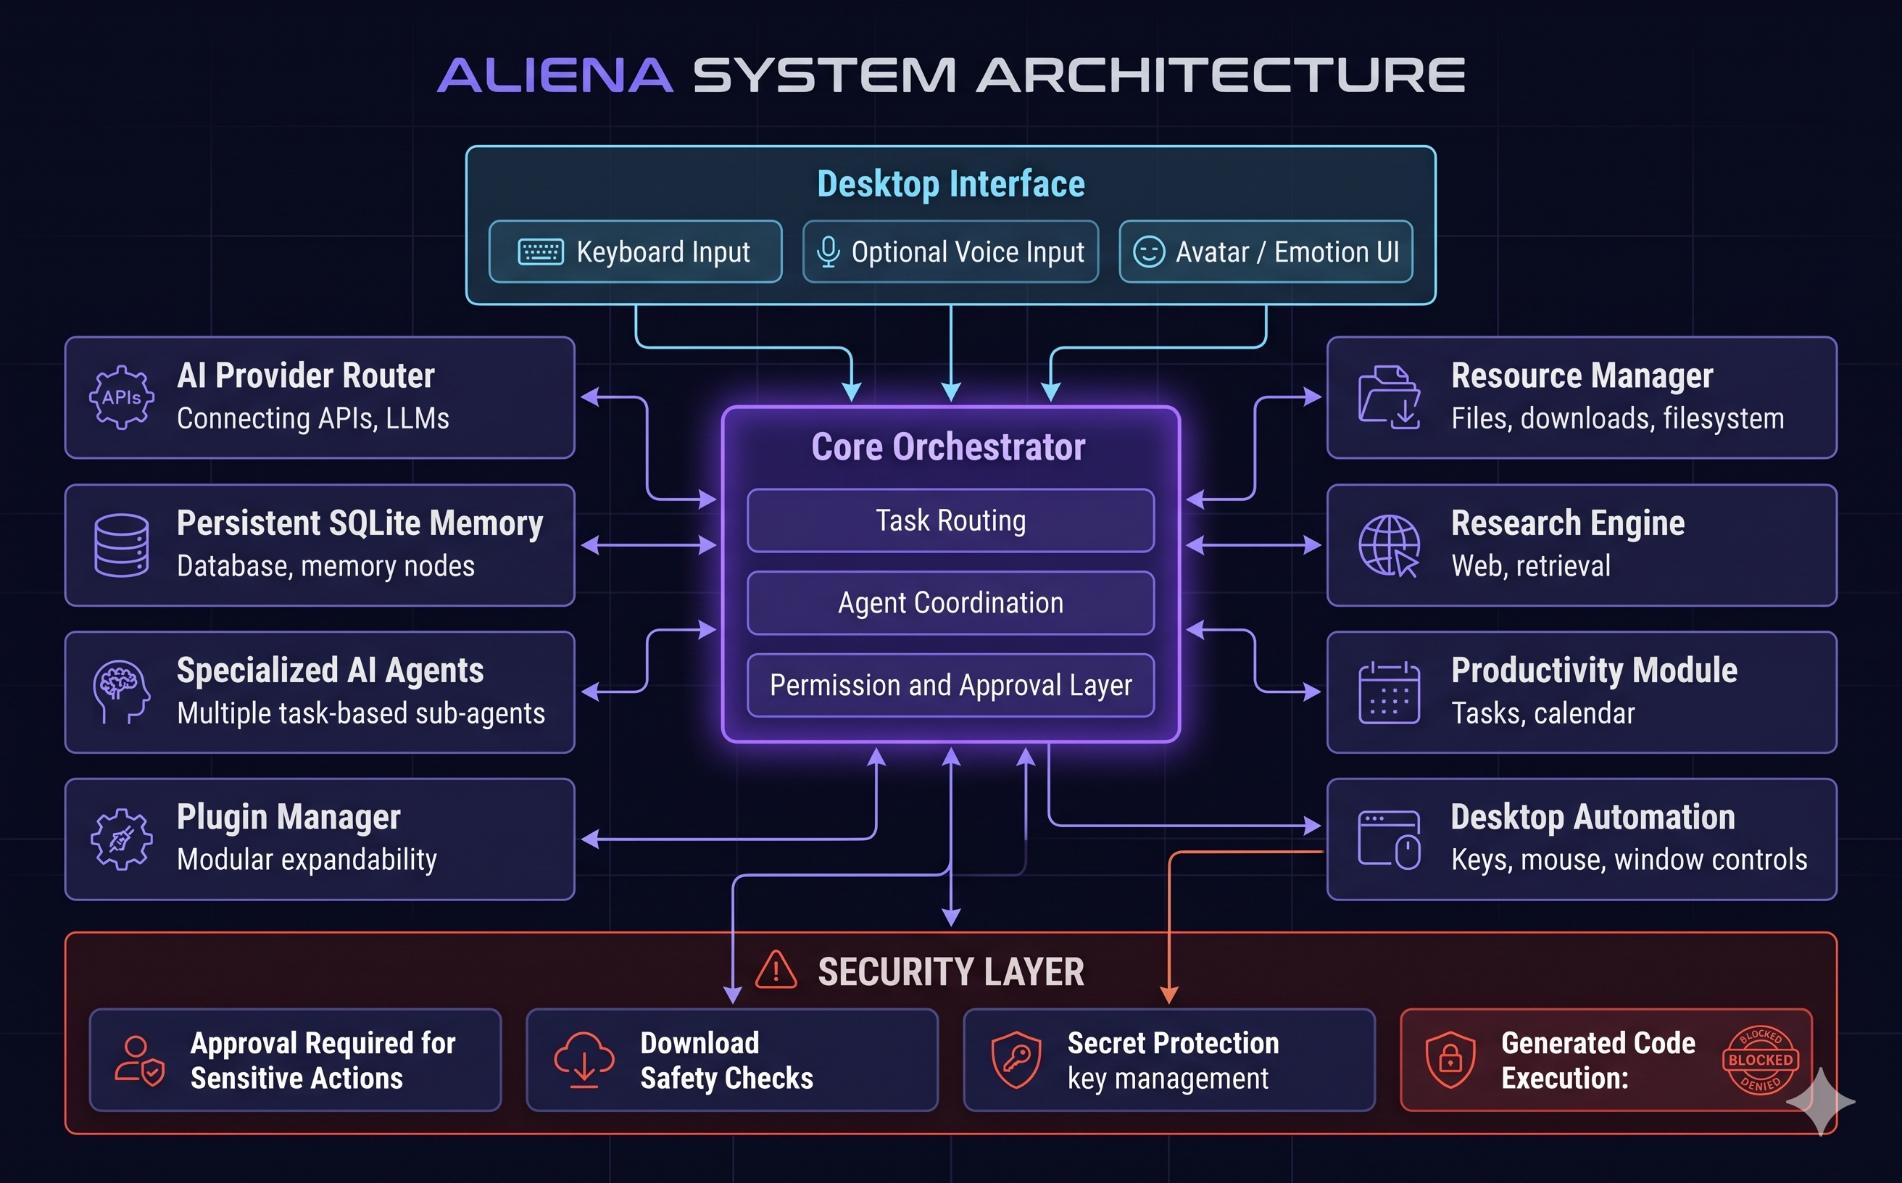 ALIENA SYSTEM ARCHITECTURE
Desktop Interface
Keyboard Input
Optional Voice Input
Avatar / Emotion UI
APIs
AI Provider Router
Connecting APIs, LLMs
Persistent SQLite Memory
Database, memory nodes
Specialized AI Agents
Multiple task-based sub-agents
Plugin Manager
Modular expandability
Core Orchestrator
Task Routing
Agent Coordination
Permission and Approval Layer
Resource Manager
Files, downloads, filesystem
Research Engine
Web, retrieval
Productivity Module
Tasks, calendar
Desktop Automation
Keys, mouse, window controls
SECURITY LAYER
Approval Required for
Sensitive Actions
Download
Safety Checks
Secret Protection
key management
Generated Code
Execution:
BLOCKED
BLOCKED
DENIED